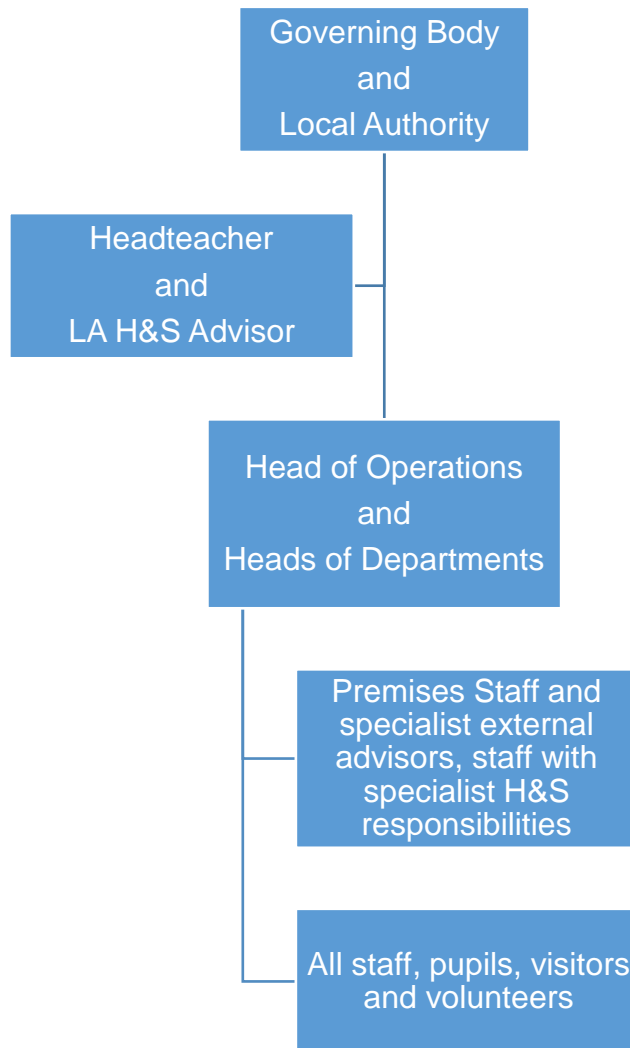 Governing Body
and
Local Authority
Headteacher
and
LA H&S Advisor
Head of Operations
and
Heads of Departments
Premises Staff and
specialist external
advisors, staff with
specialist H&S
responsibilities
All staff, pupils, visitors
and volunteers